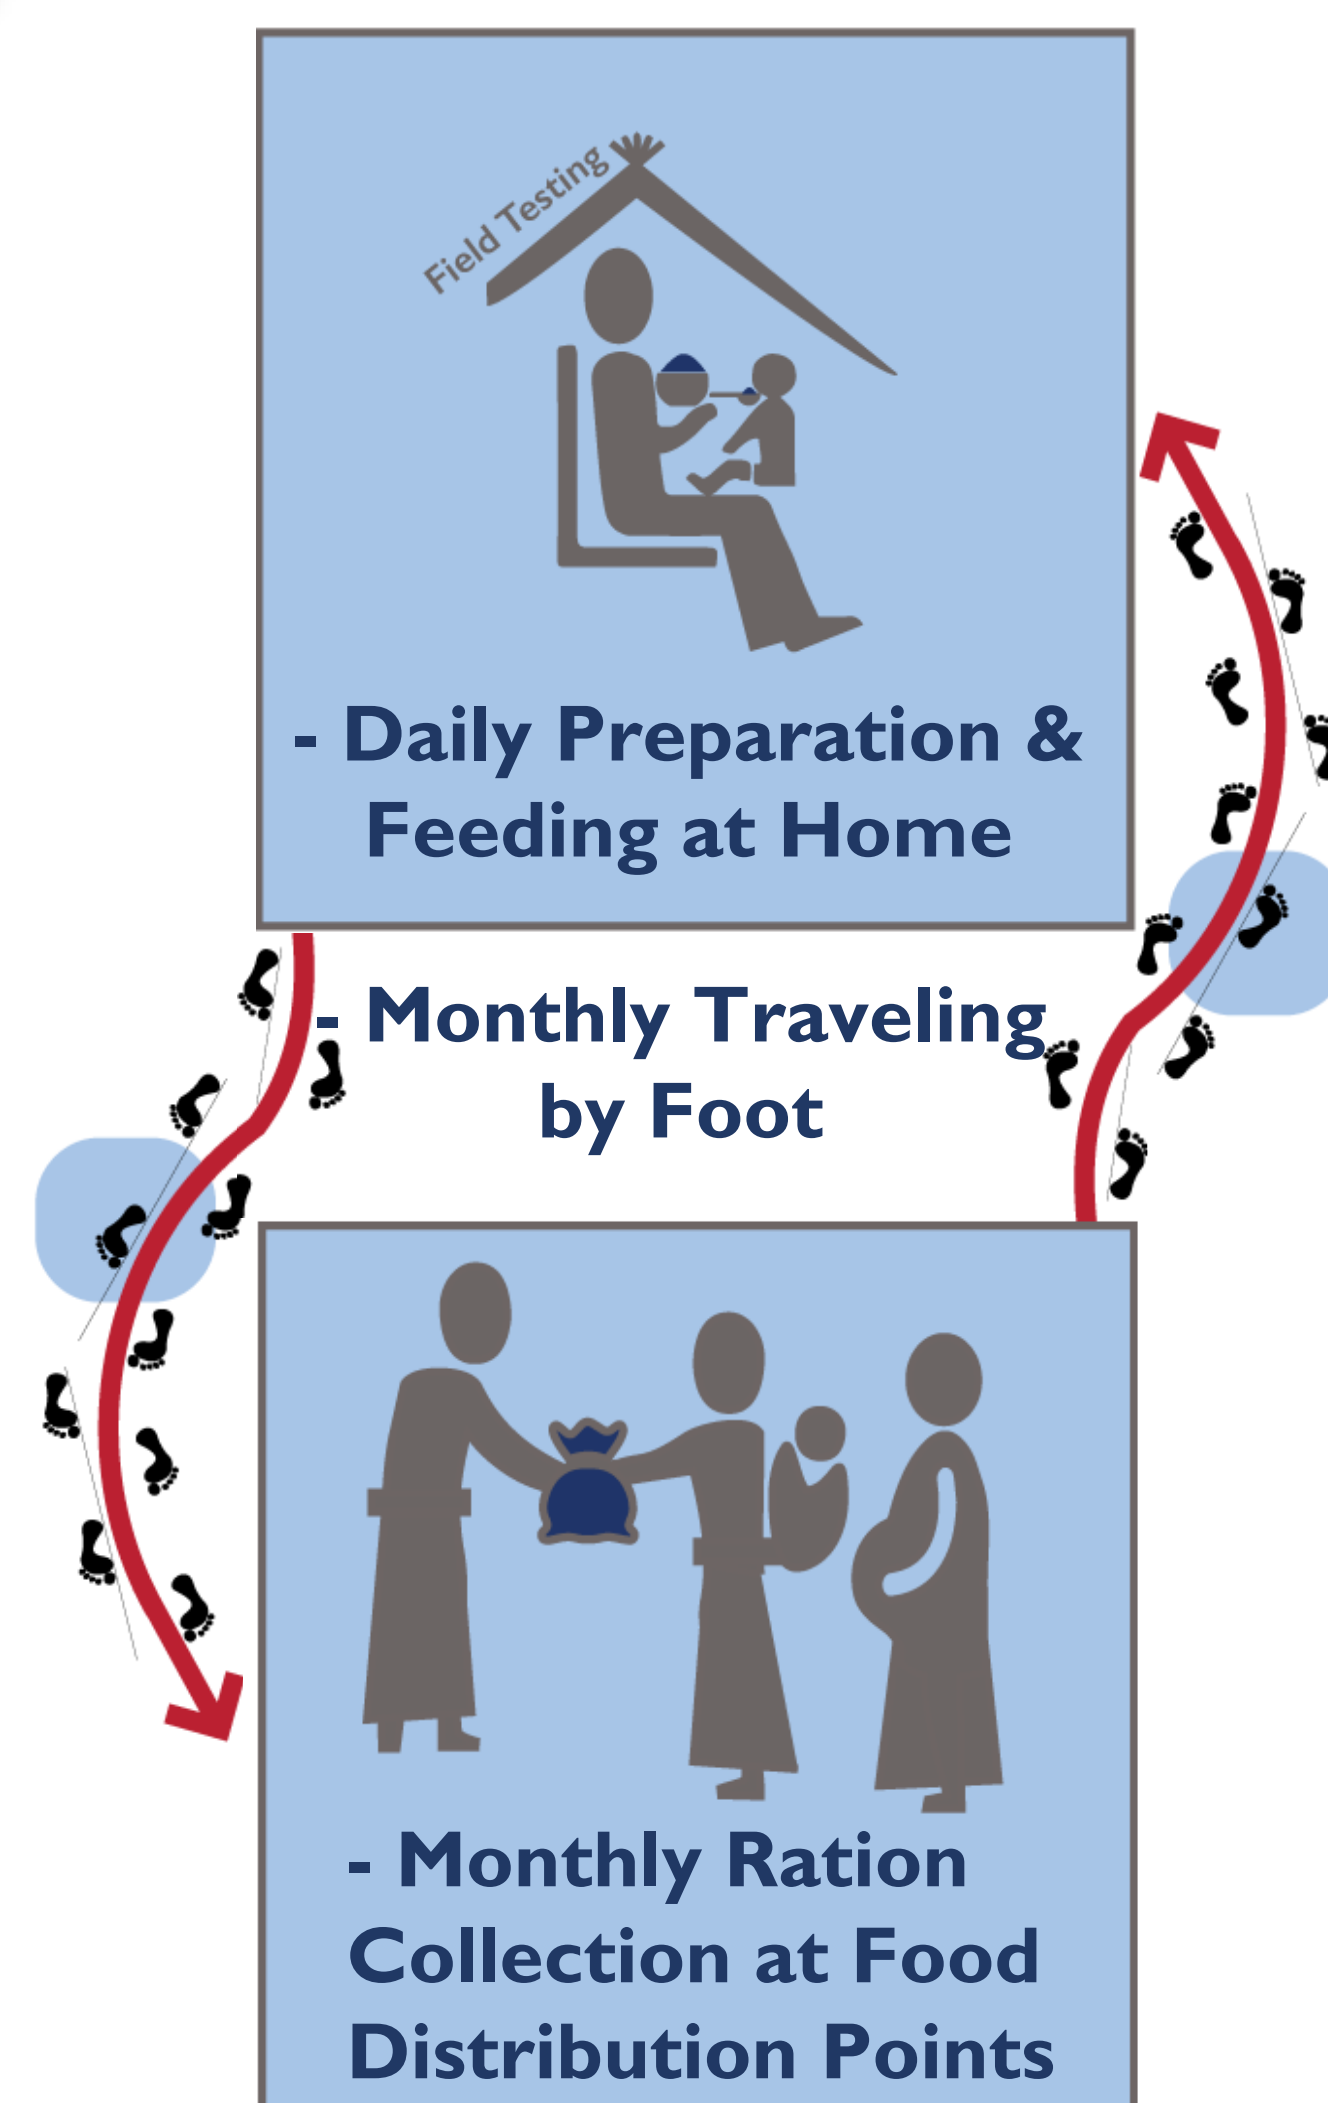 Field Testing
- Daily Preparation &
Feeding at Home
- Monthly Traveling
by Foot
- Monthly Ration
Collection at Food
Distribution Points